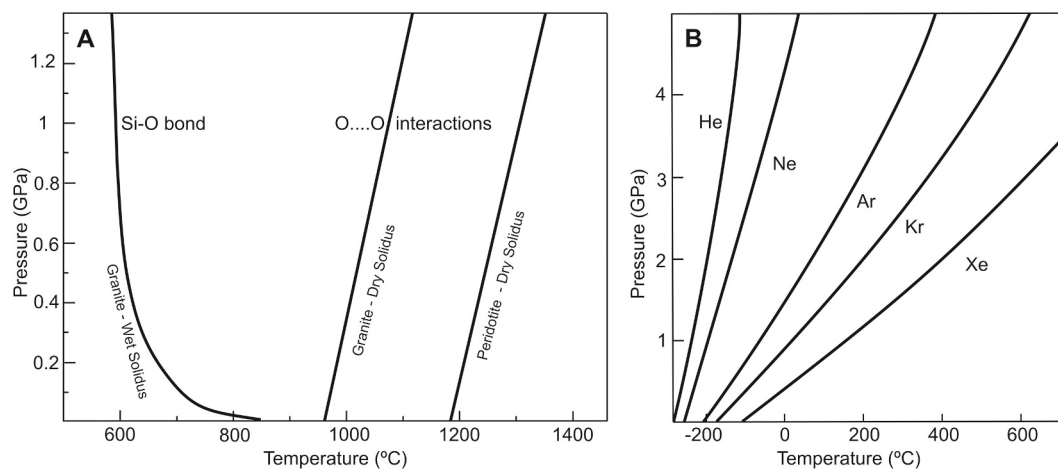 A
1.2
1
0.8
0.6
0.4
0.2
Pressure (GPa)
Si-O bond
O....O interactions
Granite - Wet Solidus
Granite - Dry Solidus
Peridotite - Dry Solidus
600
800
1000
1200
1400
Temperature (ºC)
B
4
3
2
1
Pressure (GPa)
He
Ne
Ar
Kr
Xe
-200
0
200
400
600
Temperature (ºC)